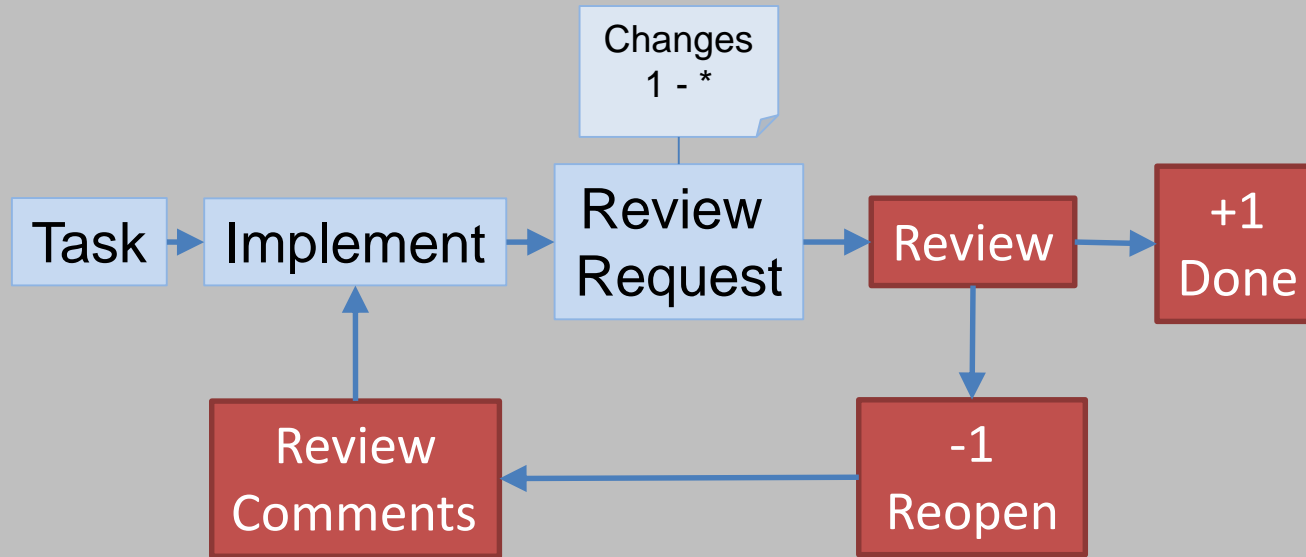 Changes
1 - *
Task
Implement
Review
Request
Review
+1
Done
Review
Comments
-1
Reopen